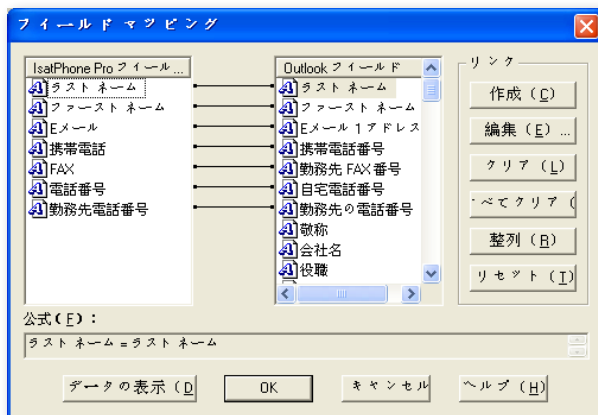 フィールド マッピング
IsatPhone Pro フィール...
ラスト ネーム
ファースト ネーム
Eメール
携帯電話
FAX
電話番号
勤務先電話番号
Outlook フィールド
ラスト ネーム
ファースト ネーム
Eメール 1 アドレス
携帯電話番号
勤務先 FAX 番号
自宅電話番号
勤務先の電話番号
敬称
会社名
役職
リンク
作成 (C)
編集 (E) ...
クリア (L)
べてクリア (
整列 (R)
リセット (T)
公式(F) :
ラスト ネーム = ラスト ネーム
データの表示 (D
OK
キャンセル
ヘルプ (H)